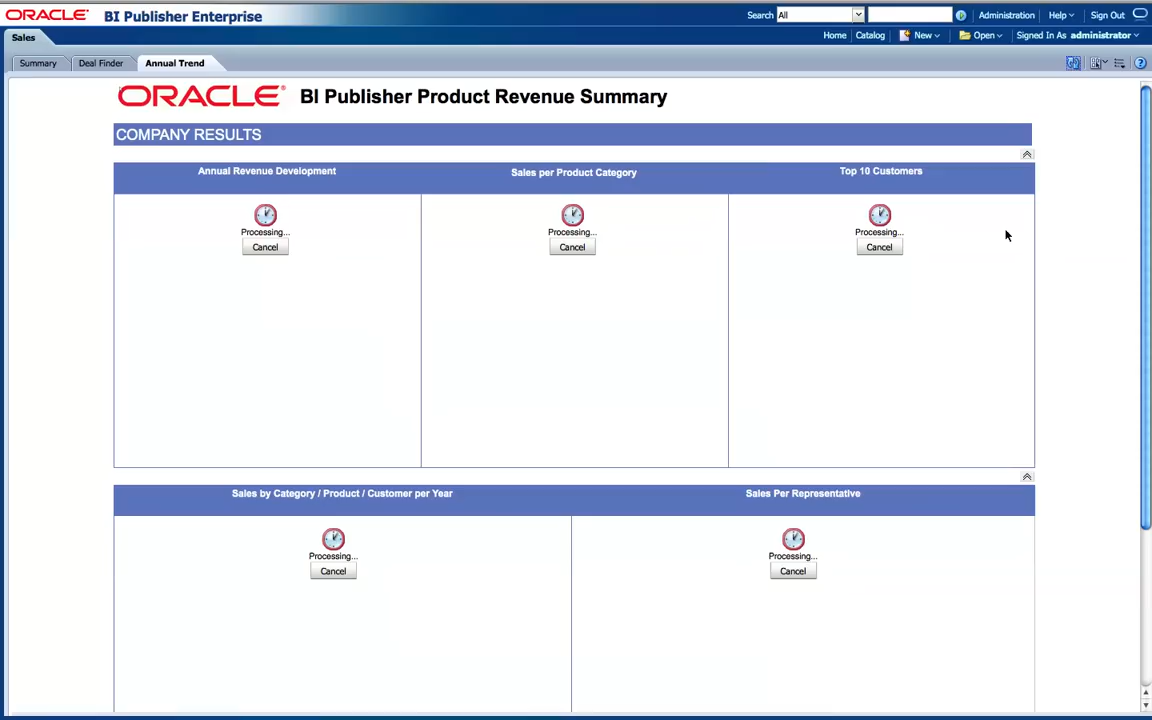 ORACLE BI Publisher Enterprise Search All Administration Help Sign Out
Sales Home Catalog New Open Signed In As administrator
Summary Deal Finder Annual Trend
ORACLE BI Publisher Product Revenue Summary
COMPANY RESULTS
Annual Revenue Development Sales per Product Category Top 10 Customers
Processing... Processing... Processing...
Cancel Cancel Cancel
Sales by Category / Product / Customer per Year Sales Per Representative
Processing... Processing...
Cancel Cancel